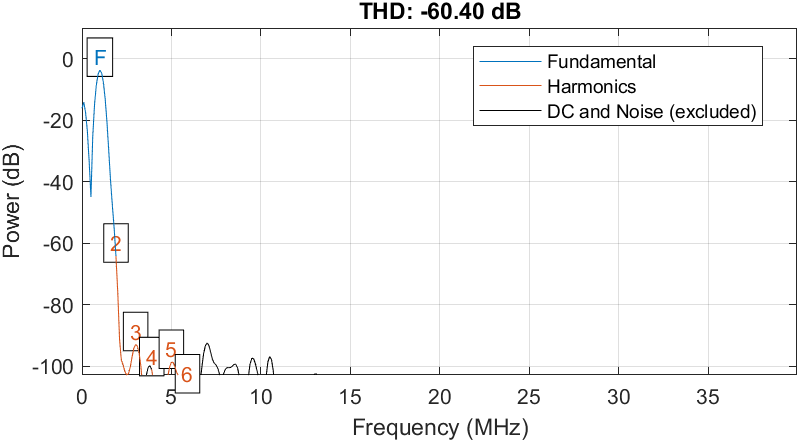 THD: -60.40 dB
Fundamental
Harmonics
DC and Noise (excluded)
F
2
3
4
5
6
0
-20
-40
-60
-80
-100
Power (dB)
0 5 10 15 20 25 30 35
Frequency (MHz)